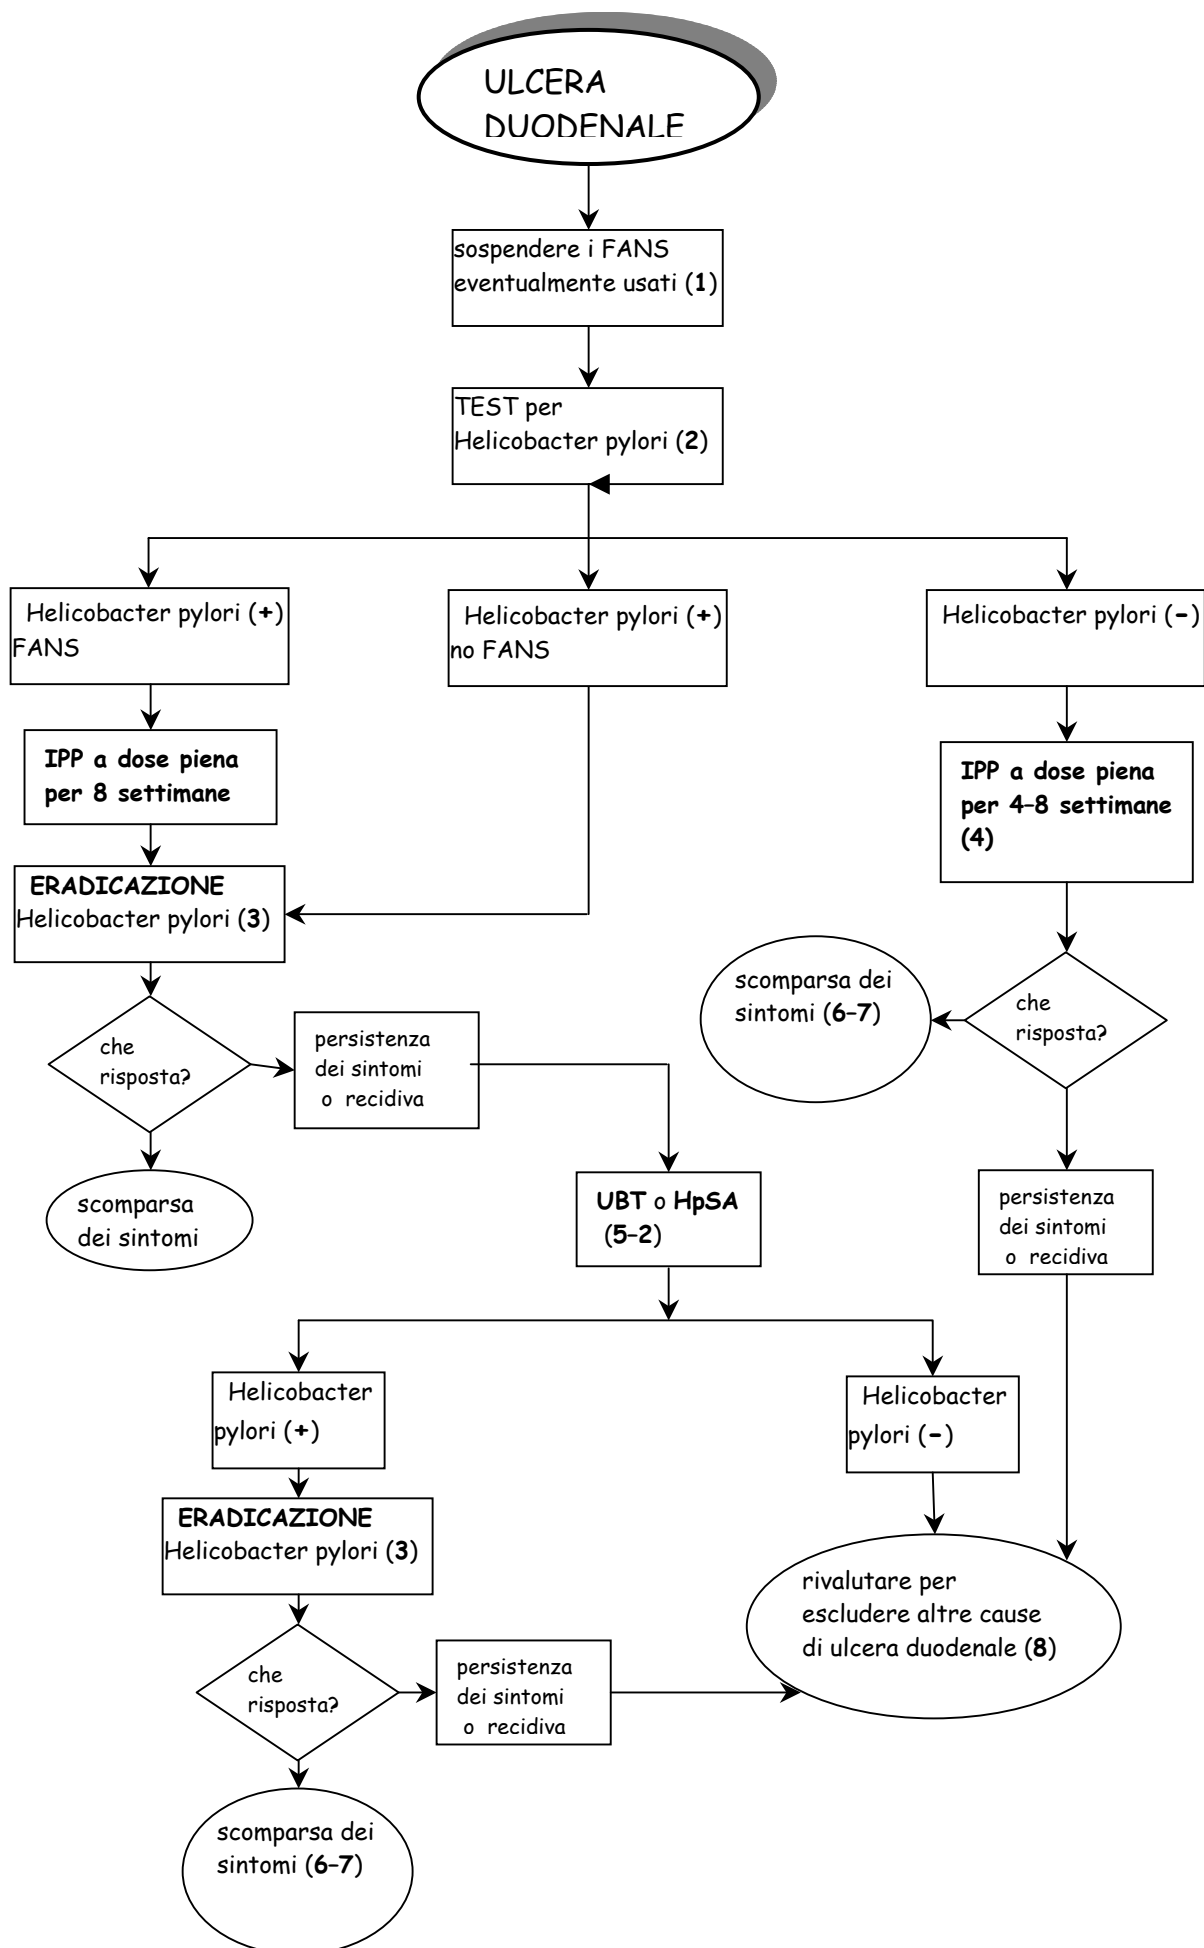 ULCERA
DUODENALE
sospendere i FANS
eventualmente usati (1)
TEST per
Helicobacter pylori (2)
Helicobacter pylori (+)
FANS
Helicobacter pylori (+)
no FANS
Helicobacter pylori (-)
IPP a dose piena
per 8 settimane
IPP a dose piena
per 4-8 settimane
(4)
ERADICAZIONE
Helicobacter pylori (3)
scomparsa dei
sintomi (6-7)
che
risposta?
che
risposta?
persistenza
dei sintomi
o recidiva
scomparsa
dei sintomi
UBT o HpSA
(5-2)
persistenza
dei sintomi
o recidiva
Helicobacter
pylori (+)
Helicobacter
pylori (-)
ERADICAZIONE
Helicobacter pylori (3)
rivalutare per
escludere altre cause
di ulcera duodenale (8)
che
risposta?
persistenza
dei sintomi
o recidiva
scomparsa dei
sintomi (6-7)